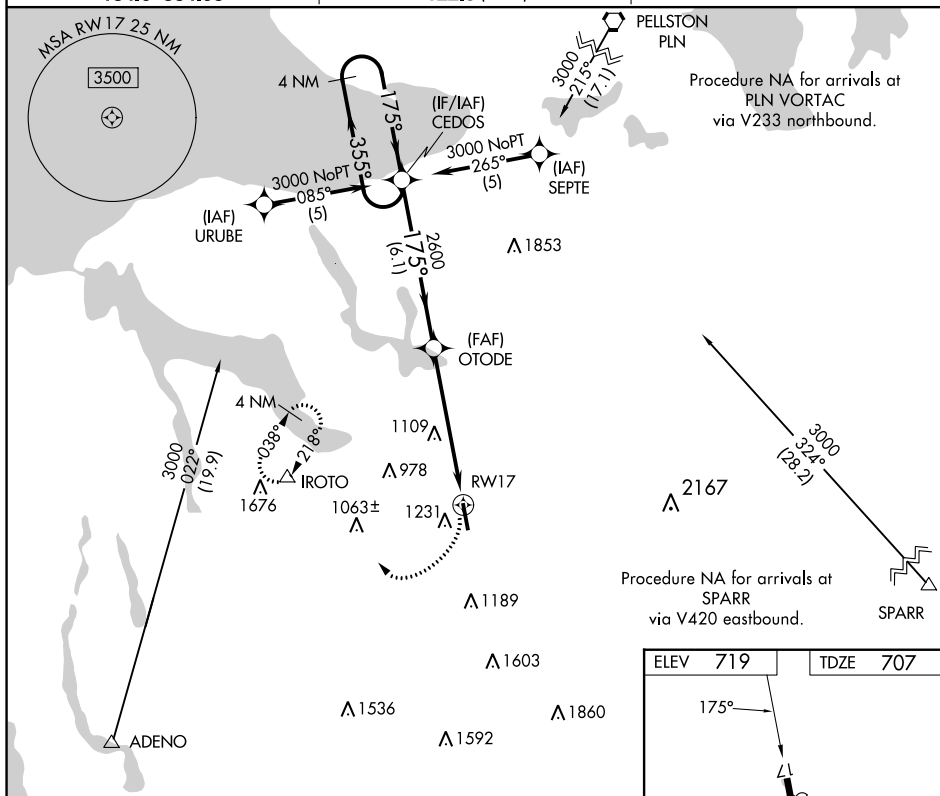 MSA RW17 25 NM
3500
4 NM
175°
355°
(IF/IAF)
CEDOS
PELLSTON
PLN
3000
215°
(17.1)
Procedure NA for arrivals at
PLN VORTAC
via V233 northbound.
3000 NoPT
265°
(5)
(IAF)
SEPTE
3000 NoPT
085°
(5)
(IAF)
URUBE
2600
175°
(6.1)
1853
(FAF)
OTODE
3000
022°
(19.9)
4 NM
038°
218°
IROTO
1676
1109
978
1063±
1231
RW17
2167
3000
324°
(28.2)
Procedure NA for arrivals at
SPARR
via V420 eastbound.
SPARR
1189
1603
1536
1592
1860
ADENO
ELEV 719
TDZE 707
175°
17